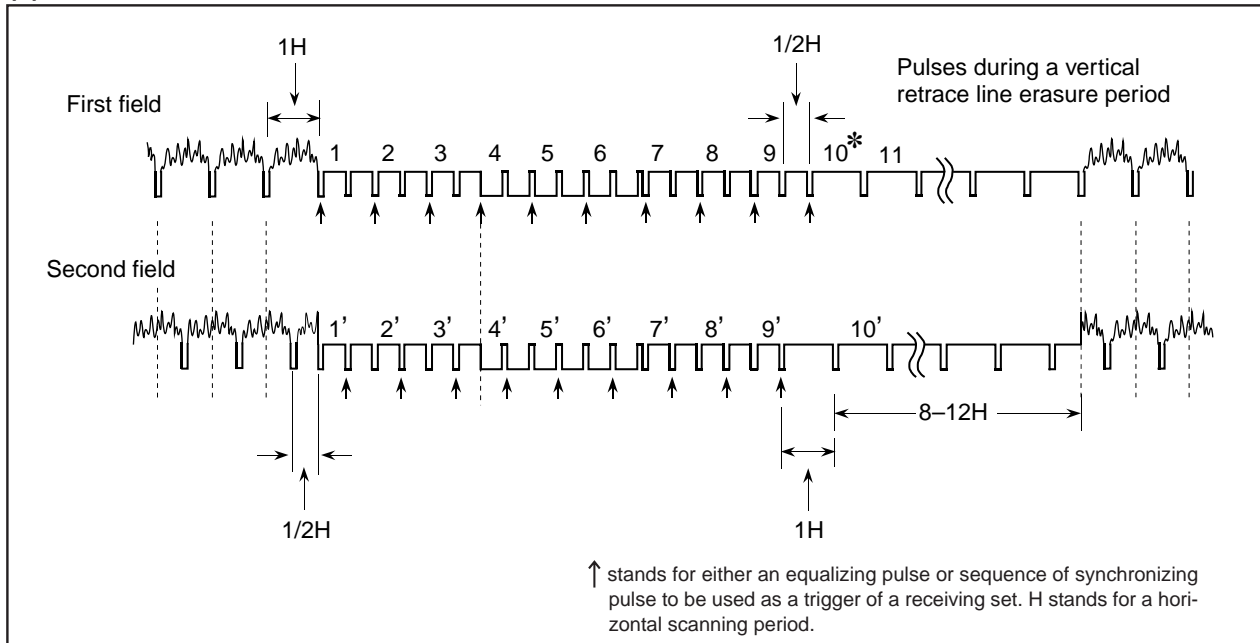 1H
1/2H
Pulses during a vertical
retrace line erasure period
First field
1 2 3 4 5 6 7 8 9 10* 11
Second field
1’ 2’ 3’ 4’ 5’ 6’ 7’ 8’ 9’ 10’
8–12H
1/2H
1H
↑ stands for either an equalizing pulse or sequence of synchronizing
pulse to be used as a trigger of a receiving set. H stands for a hori-
zontal scanning period.